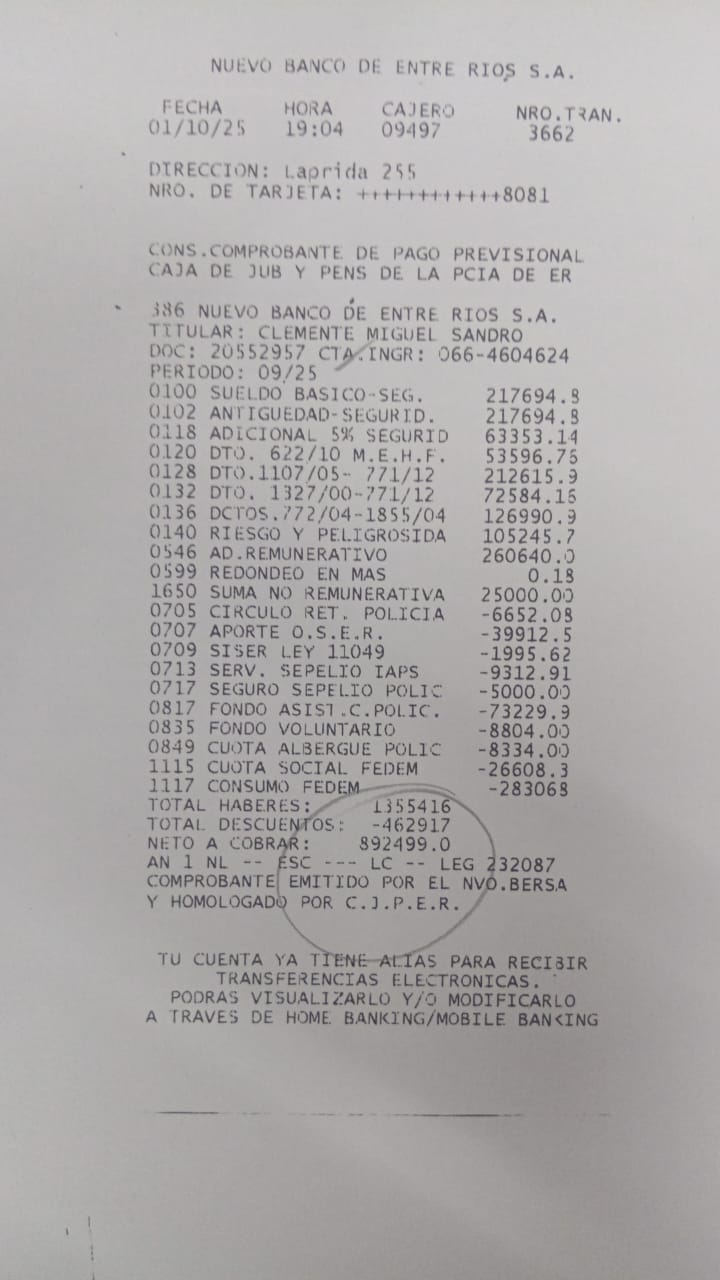 NUEVO BANCO DE ENTRE RIOS S.A.
FECHA HORA CAJERO NRO.TRAN.
01/10/25 19:04 09497 3662
DIRECCION: Laprida 255
NRO. DE TARJETA: ++++++++++++8081
CONS.COMPROBANTE DE PAGO PREVISIONAL
CAJA DE JUB Y PENS DE LA PCIA DE ER
386 NUEVO BANCO DE ENTRE RIOS S.A.
TITULAR: CLEMENTE MIGUEL SANDRO
DOC: 20552957 CTA.INGR: 066-4604624
PERIODO: 09/25
0100 SUELDO BASICO-SEG. 217694.8
0102 ANTIGUEDAD-SEGURID. 217694.8
0118 ADICIONAL 5% SEGURID 63353.14
0120 DTO. 622/10 M.E.H.F. 53596.76
0128 DTO.1107/05- 771/12 212615.9
0132 DTO. 1327/00-771/12 72584.16
0136 DCTOS.772/04-1855/04 126990.9
0140 RIESGO Y PELIGROSIDA 105245.7
0546 AD.REMUNERATIVO 260640.0
0599 REDONDEO EN MAS 0.18
1650 SUMA NO REMUNERATIVA 25000.00
0705 CIRCULO RET. POLICIA -6652.08
0707 APORTE O.S.E.R. -39912.5
0709 SISER LEY 11049 -1995.62
0713 SERV. SEPELIO IAPS -9312.91
0717 SEGURO SEPELIO POLIC -5000.00
0817 FONDO ASIST.C.POLIC. -73229.9
0835 FONDO VOLUNTARIO -8804.00
0849 CUOTA ALBERGUE POLIC -8334.00
1115 CUOTA SOCIAL FEDEM -26608.3
1117 CONSUMO FEDEM -283068
TOTAL HABERES: 1355416
TOTAL DESCUENTOS: -462917
NETO A COBRAR: 892499.0
AN 1 NL -- ESC --- LC -- LEG 232087
COMPROBANTE EMITIDO POR EL NVO.BERSA
Y HOMOLOGADO POR C.J.P.E.R.
TU CUENTA YA TIENE ALIAS PARA RECIBIR
TRANSFERENCIAS ELECTRONICAS.
PODRAS VISUALIZARLO Y/O MODIFICARLO
A TRAVES DE HOME BANKING/MOBILE BANKING